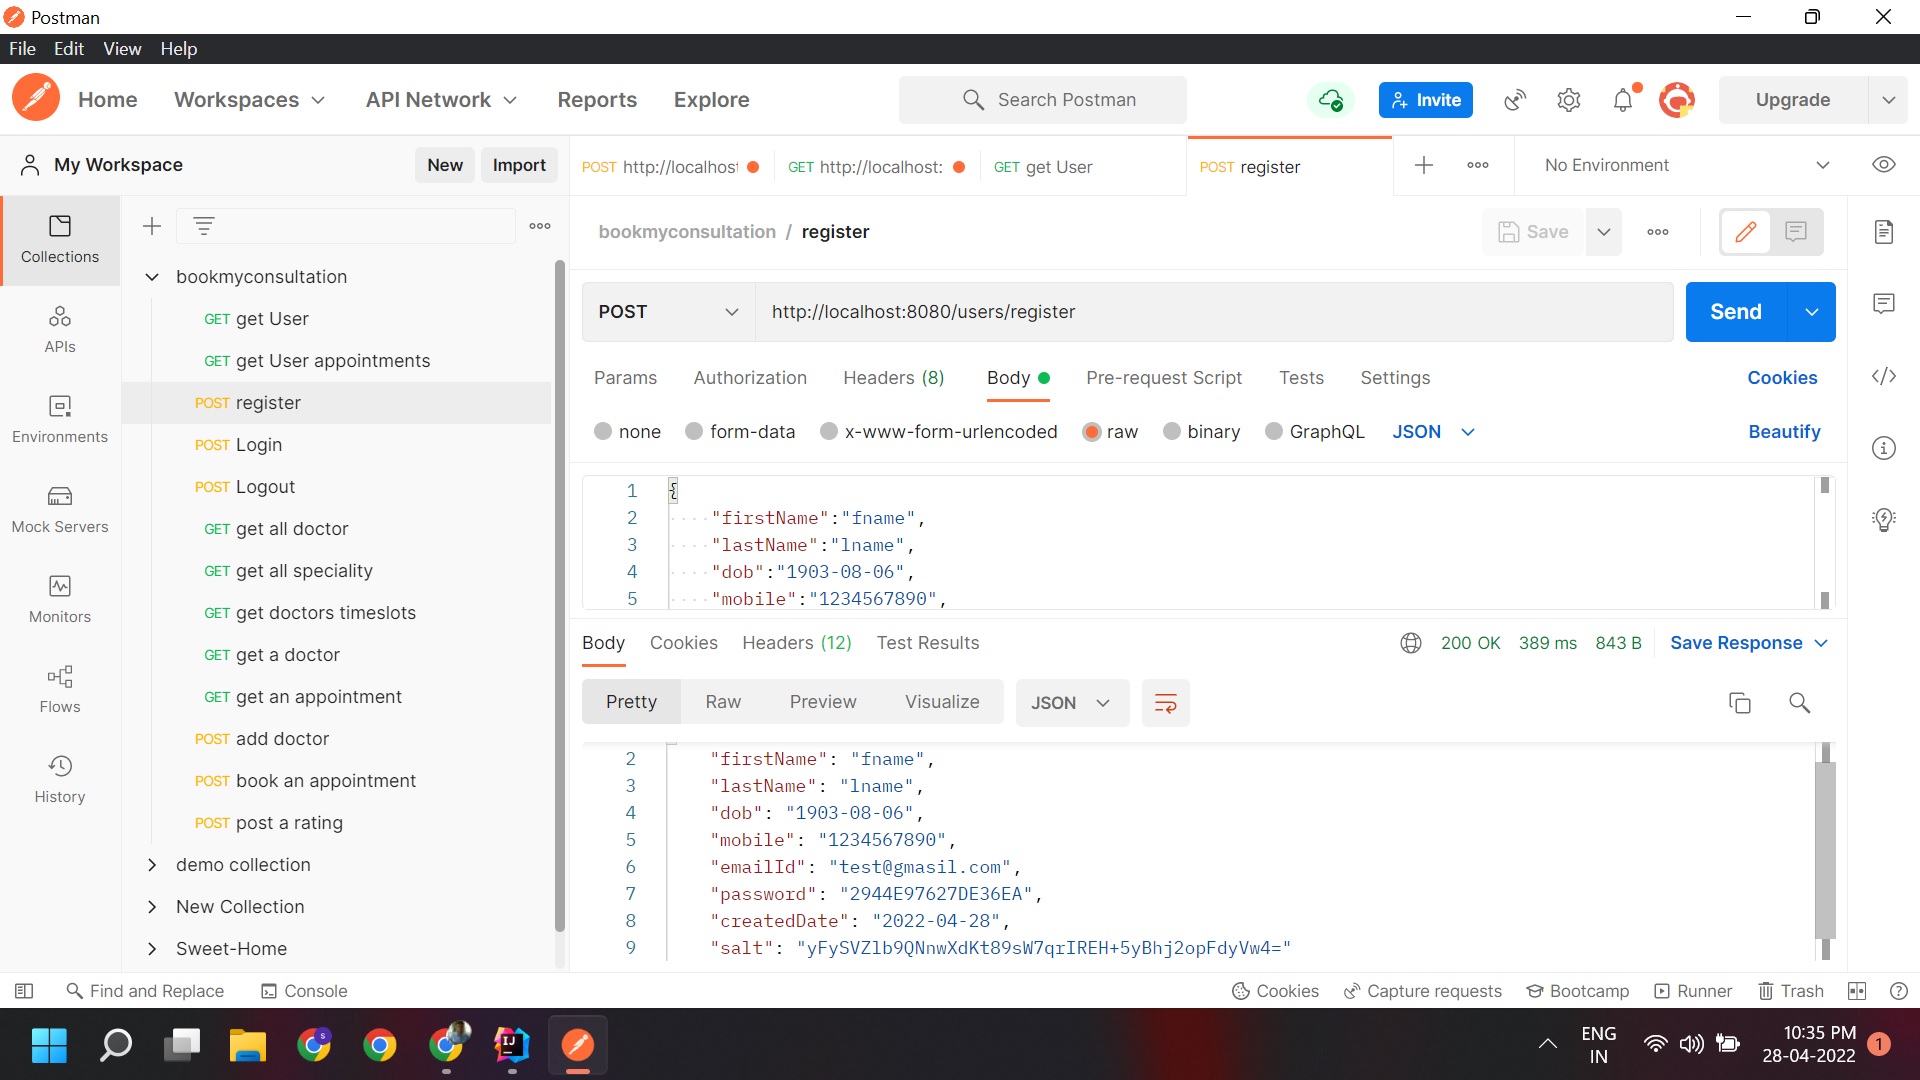 Postman
File Edit View Help
Home Workspaces API Network Reports Explore Search Postman Invite Upgrade
My Workspace New Import
POST http://localhost GET http://localhost: GET get User POST register No Environment
Collections
APIs
Environments
Mock Servers
Monitors
Flows
History
bookmyconsultation
GET get User
GET get User appointments
POST register
POST Login
POST Logout
GET get all doctor
GET get all speciality
GET get doctors timeslots
GET get a doctor
GET get an appointment
POST add doctor
POST book an appointment
POST post a rating
demo collection
New Collection
Sweet-Home
bookmyconsultation / register Save
POST http://localhost:8080/users/register Send
Params Authorization Headers (8) Body Pre-request Script Tests Settings Cookies
none form-data x-www-form-urlencoded raw binary GraphQL JSON Beautify
1 {
2 "firstName":"fname",
3 "lastName":"lname",
4 "dob":"1903-08-06",
5 "mobile":"1234567890",
Body Cookies Headers (12) Test Results 200 OK 389 ms 843 B Save Response
Pretty Raw Preview Visualize JSON
2 "firstName": "fname",
3 "lastName": "lname",
4 "dob": "1903-08-06",
5 "mobile": "1234567890",
6 "emailId": "test@gmasil.com",
7 "password": "2944E97627DE36EA",
8 "createdDate": "2022-04-28",
9 "salt": "yFySVZlb9QNnwXdKt89sW7qrIREH+5yBhj2opFdyVw4="
Find and Replace Console Cookies Capture requests Bootcamp Runner Trash
S
IJ
ENG
IN
10:35 PM
28-04-2022
1